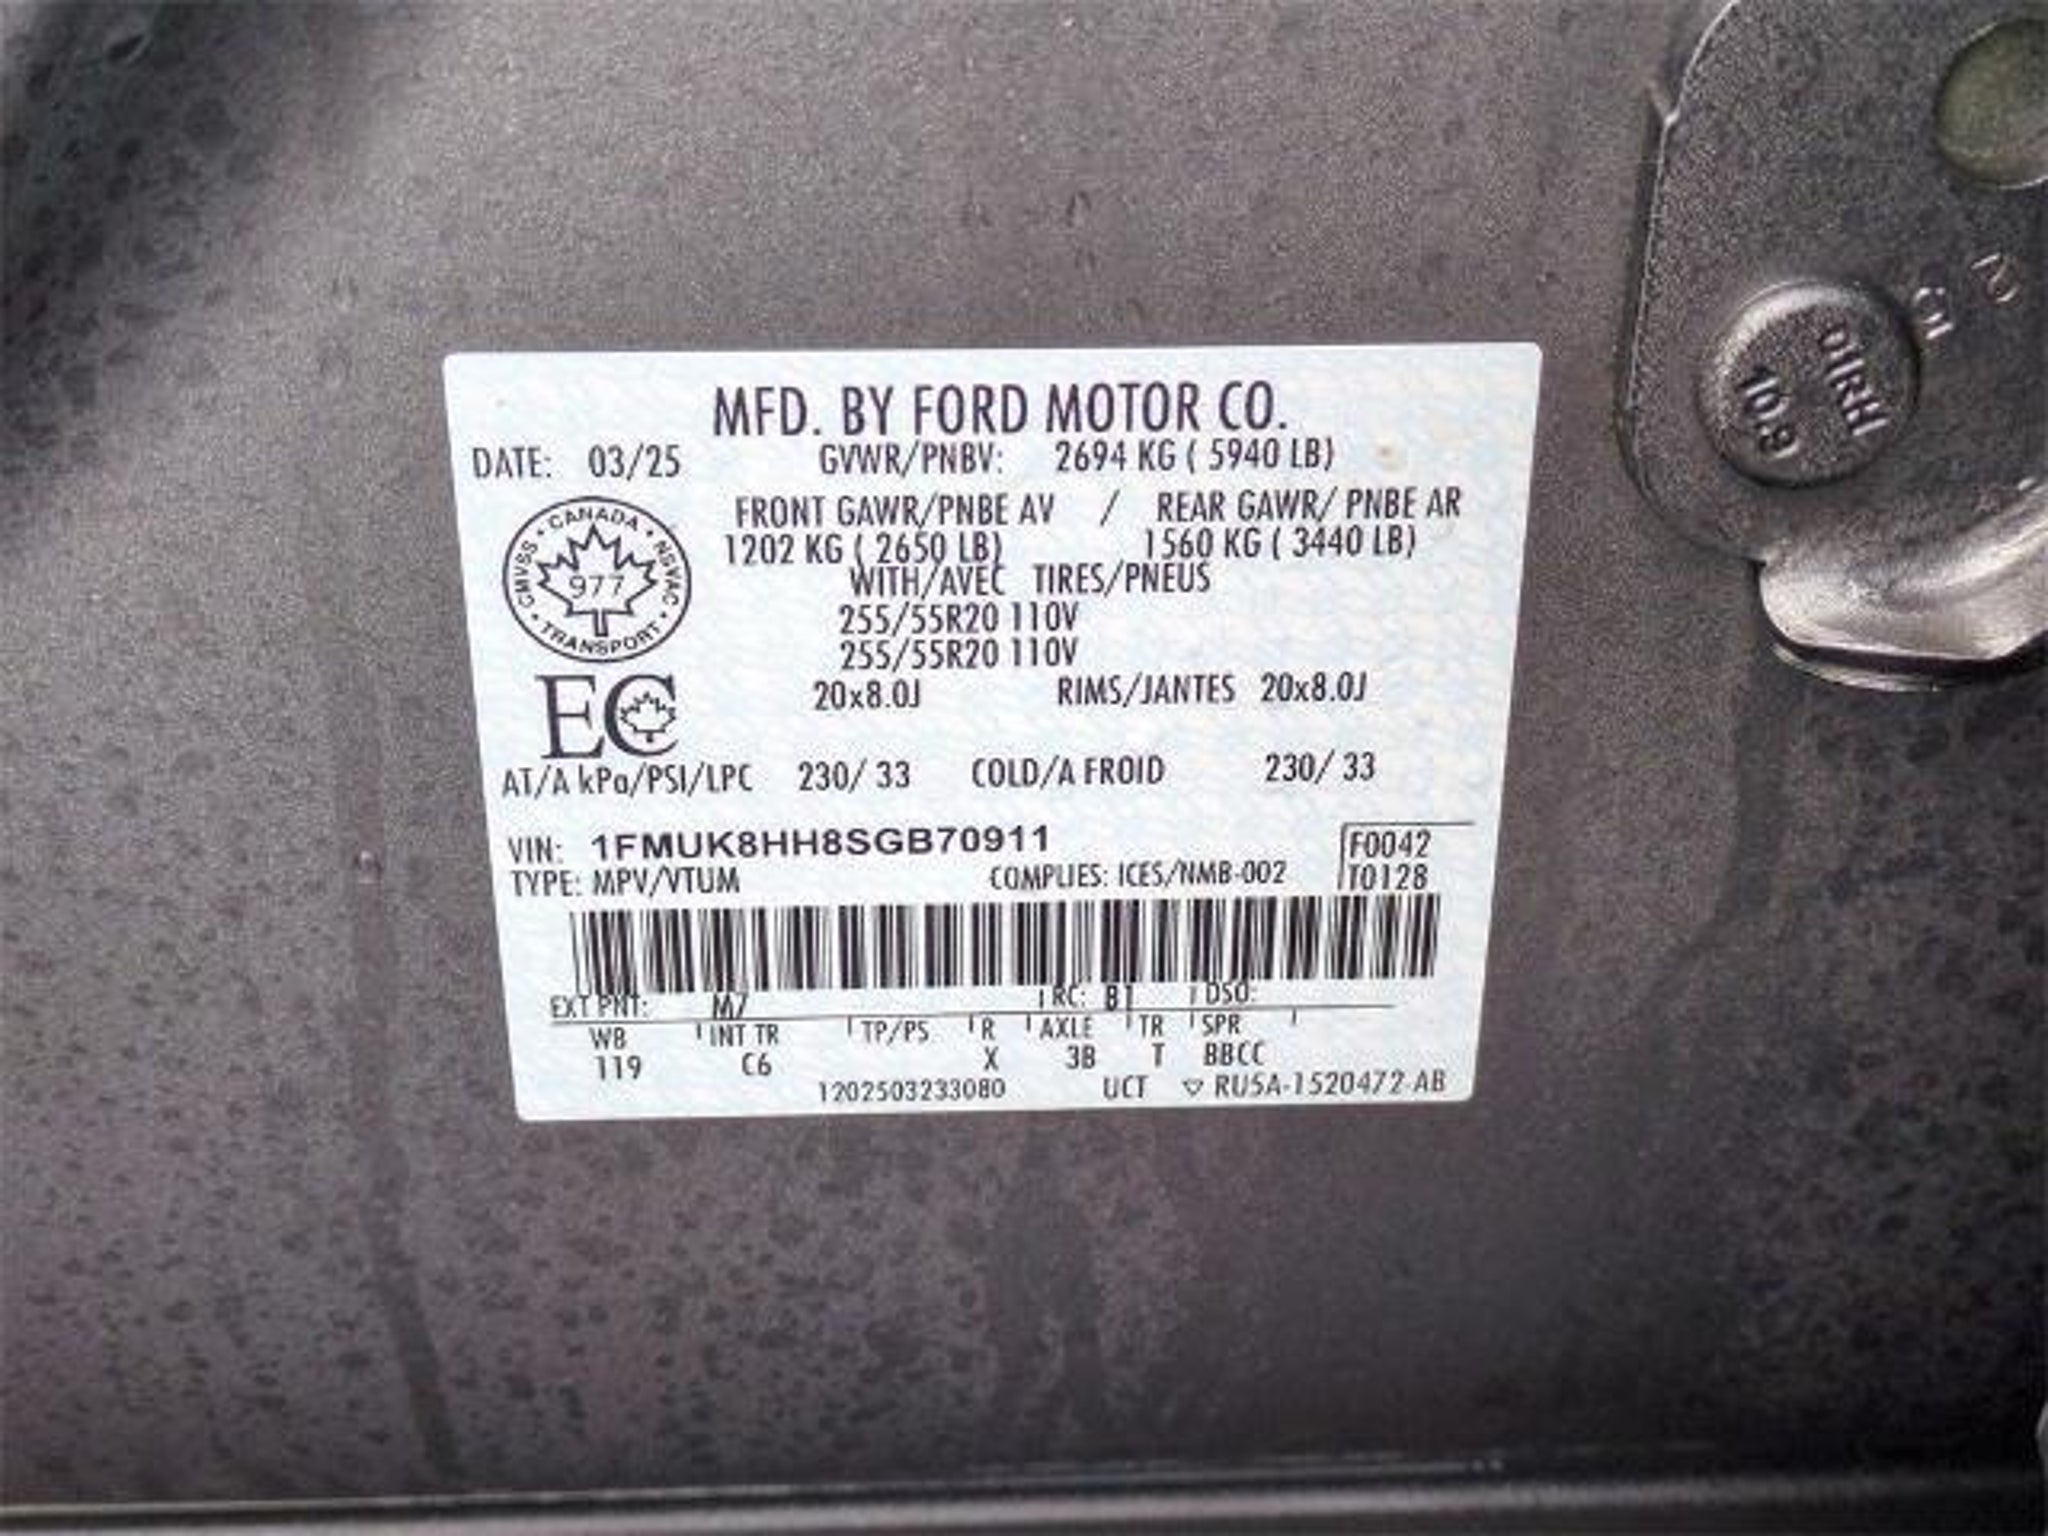 MFD. BY FORD MOTOR CO.
DATE: 03/25 GVWR/PNBV: 2694 KG ( 5940 LB)
FRONT GAWR/PNBE AV / REAR GAWR/ PNBE AR
1202 KG ( 2650 LB) 1560 KG ( 3440 LB)
WITH/AVEC TIRES/PNEUS
255/55R20 110V
255/55R20 110V
20x8.0J RIMS/JANTES 20x8.0J
CANADA
CMVSS 977 NSVAC
TRANSPORT
EC
AT/A kPa/PSI/LPC 230/ 33 COLD/A FROID 230/ 33
VIN: 1FMUK8HH8SGB70911 F0042
TYPE: MPV/VTUM COMPLIES: ICES/NMB-002 T0128
EXT PNT: M7 RC: B1 DSO:
WB INT TR TP/PS R AXLE TR SPR
119 C6 X 3B T BBCC
1202503233080 UCT RU5A-1520472-AB
10.9